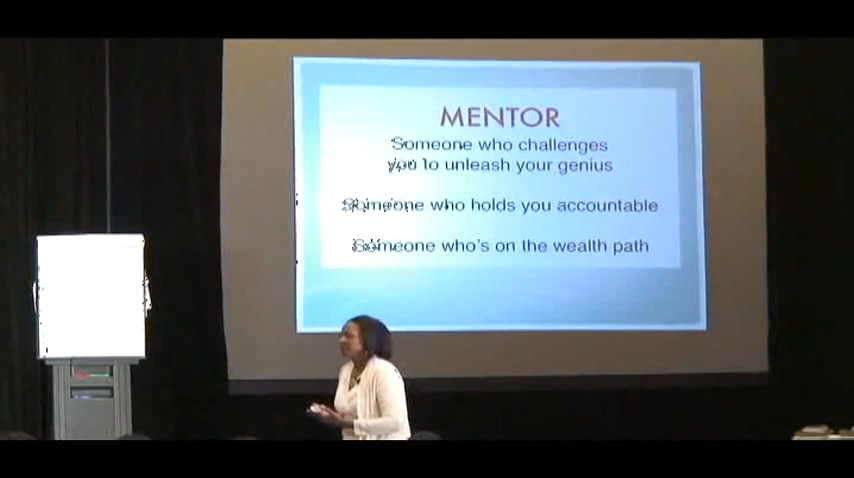 MENTOR
Someone who challenges
you to unleash your genius
Someone who holds you accountable
Someone who's on the wealth path